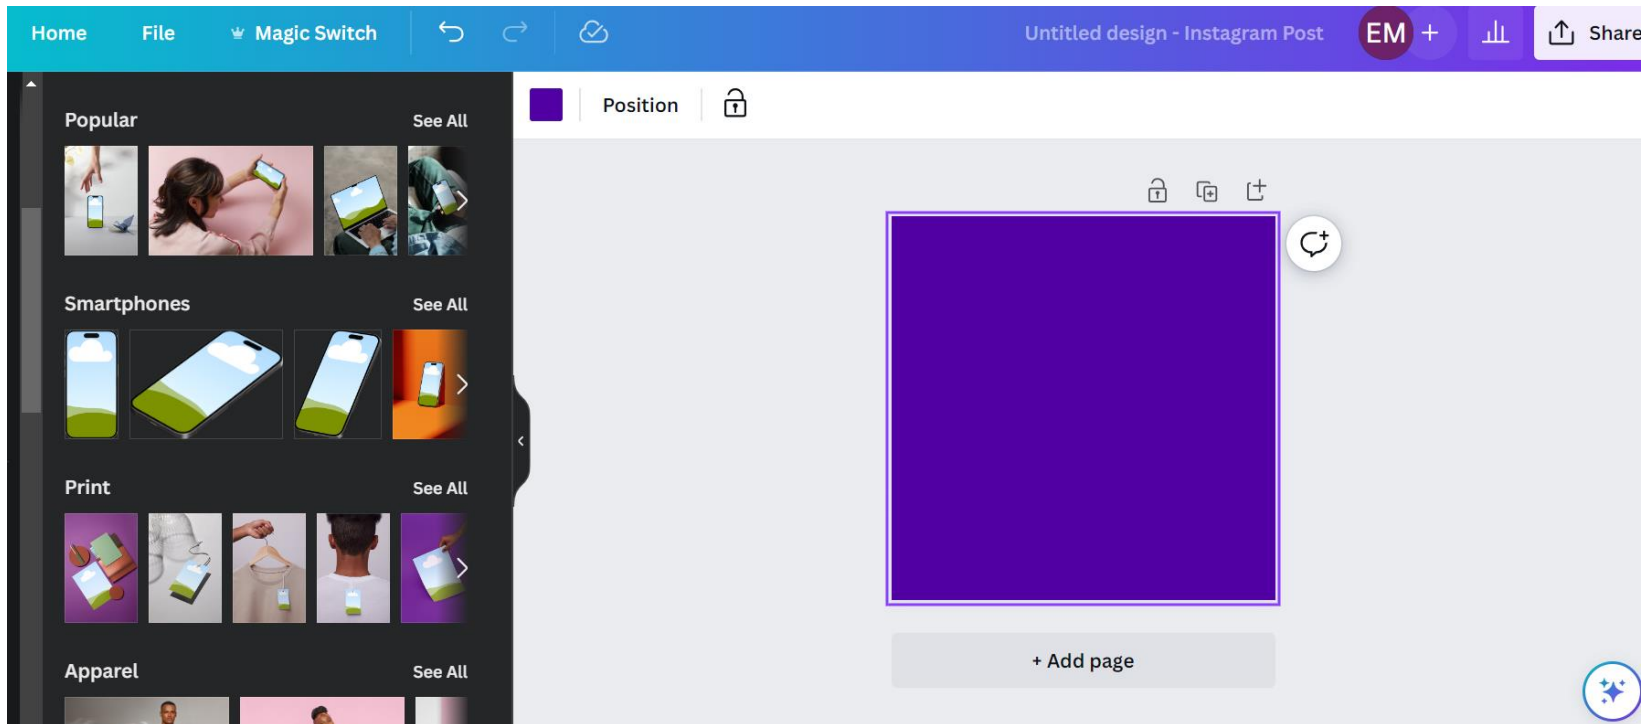 Home File Magic Switch Untitled design - Instagram Post EM + Share
Position
Popular See All
Smartphones See All
Print See All
Apparel See All
+ Add page